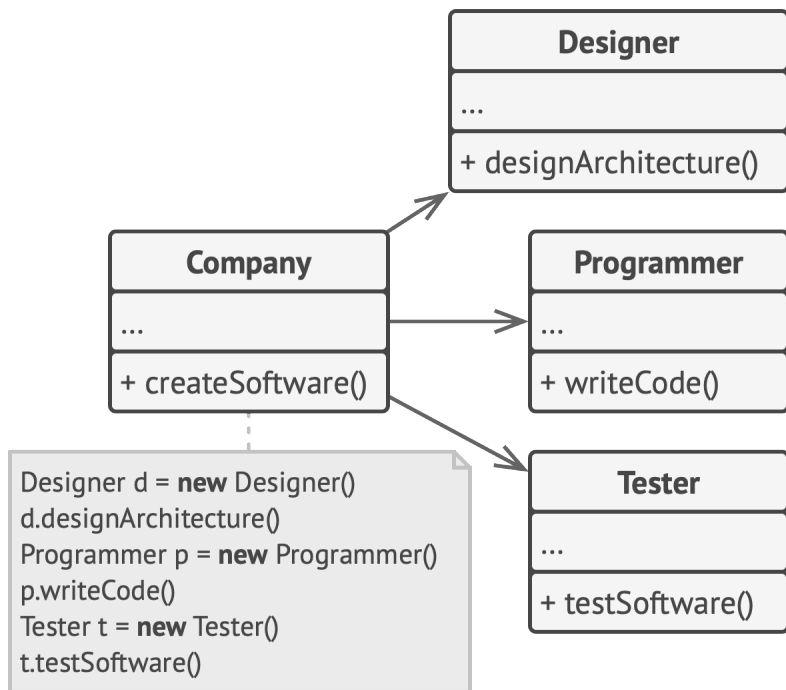 Designer
...
+ designArchitecture()
Company
...
+ createSoftware()
Programmer
...
+ writeCode()
Designer d = new Designer()
d.designArchitecture()
Programmer p = new Programmer()
p.writeCode()
Tester t = new Tester()
t.testSoftware()
Tester
...
+ testSoftware()